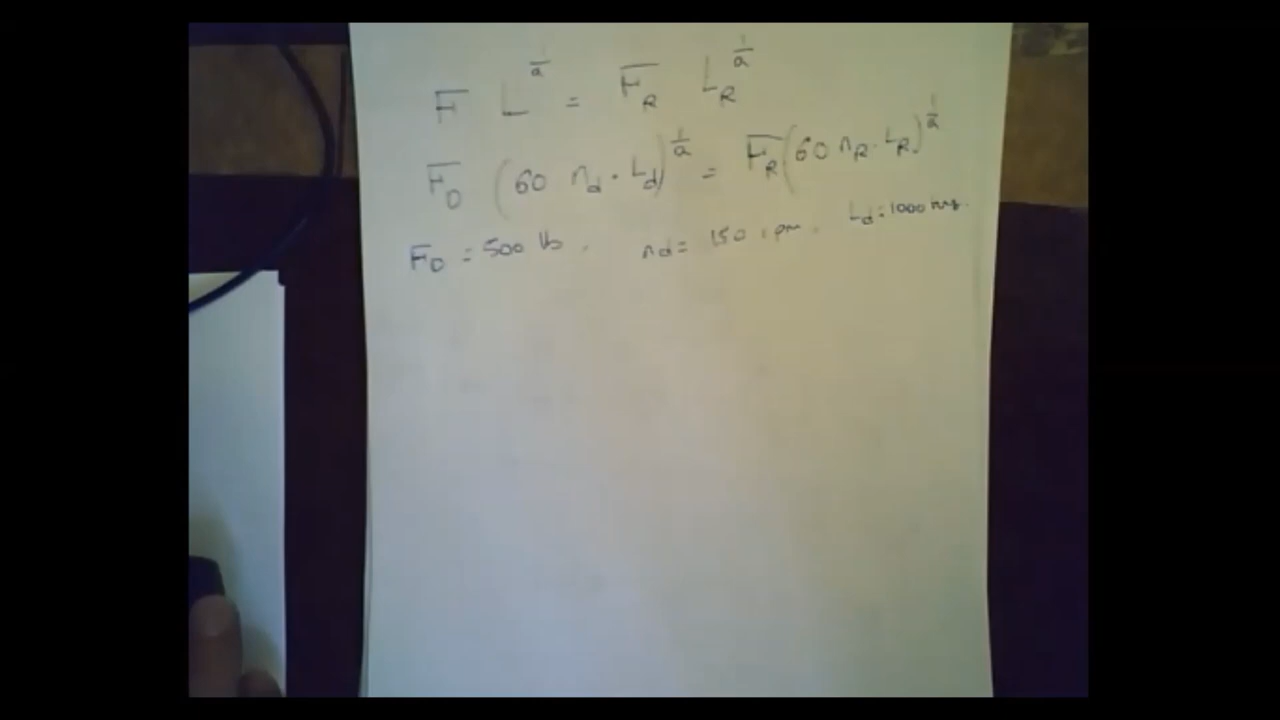 F L^(1/a) = F_R L_R^(1/a)
F_D (60 n_d · L_d)^(1/a) = F_R (60 n_R · L_R)^(1/a)
F_D = 500 lb . n_d = 150 rpm . L_d = 1000 hrs.